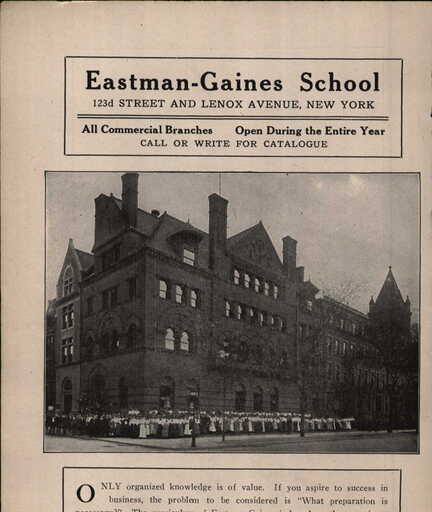 Eastman-Gaines School
123d STREET AND LENOX AVENUE, NEW YORK
All Commercial Branches Open During the Entire Year
CALL OR WRITE FOR CATALOGUE
ONLY organized knowledge is of value. If you aspire to success in
business, the problem to be considered is "What preparation is